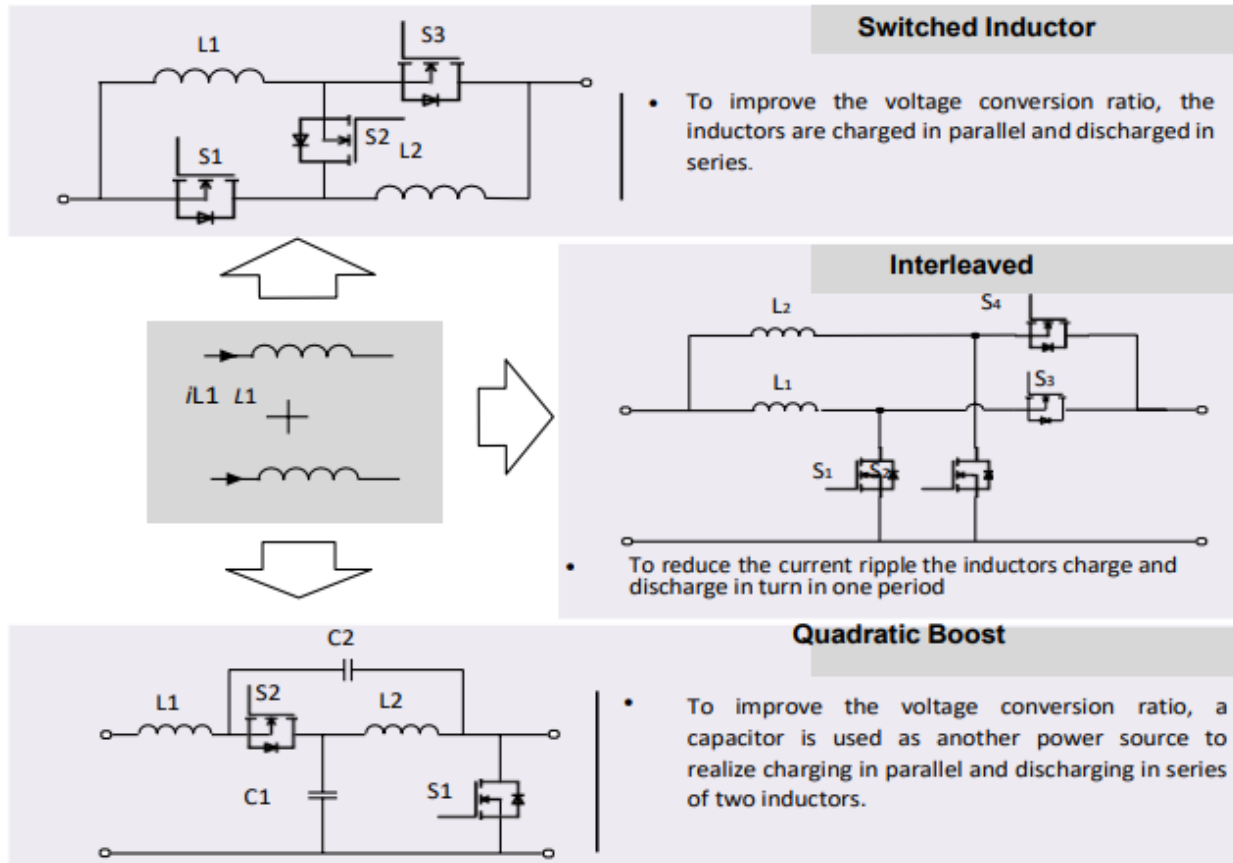 Switched Inductor
L1
S3
S2
L2
S1
• To improve the voltage conversion ratio, the
inductors are charged in parallel and discharged in
series.
Interleaved
S4
L2
L1
S3
S1
S2
iL1 L1
• To reduce the current ripple the inductors charge and
discharge in turn in one period
Quadratic Boost
C2
L1
S2
L2
C1
S1
• To improve the voltage conversion ratio, a
capacitor is used as another power source to
realize charging in parallel and discharging in series
of two inductors.